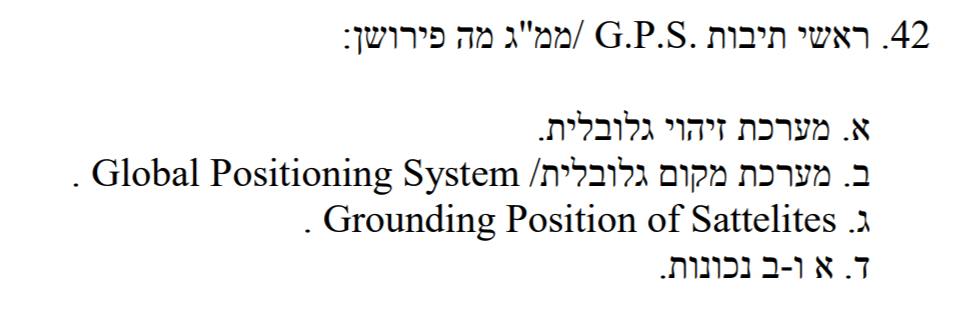 42. ראשי תיבות G.P.S. /ממ"ג מה פירושן:
א. מערכת זיהוי גלובלית.
ב. מערכת מקום גלובלית/ Global Positioning System .
ג. Grounding Position of Sattelites .
ד. א ו-ב נכונות.